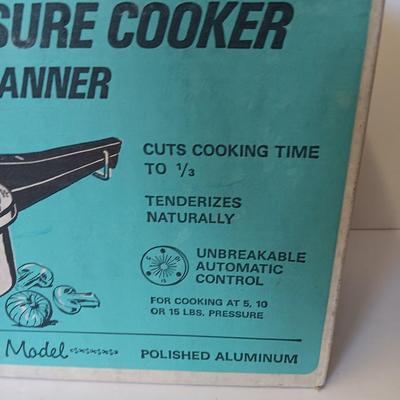 SURE COOKER
ANNER
CUTS COOKING TIME
TO 1/3
TENDERIZES
NATURALLY
UNBREAKABLE
AUTOMATIC
CONTROL
FOR COOKING AT 5, 10
OR 15 LBS. PRESSURE
Model
POLISHED ALUMINUM